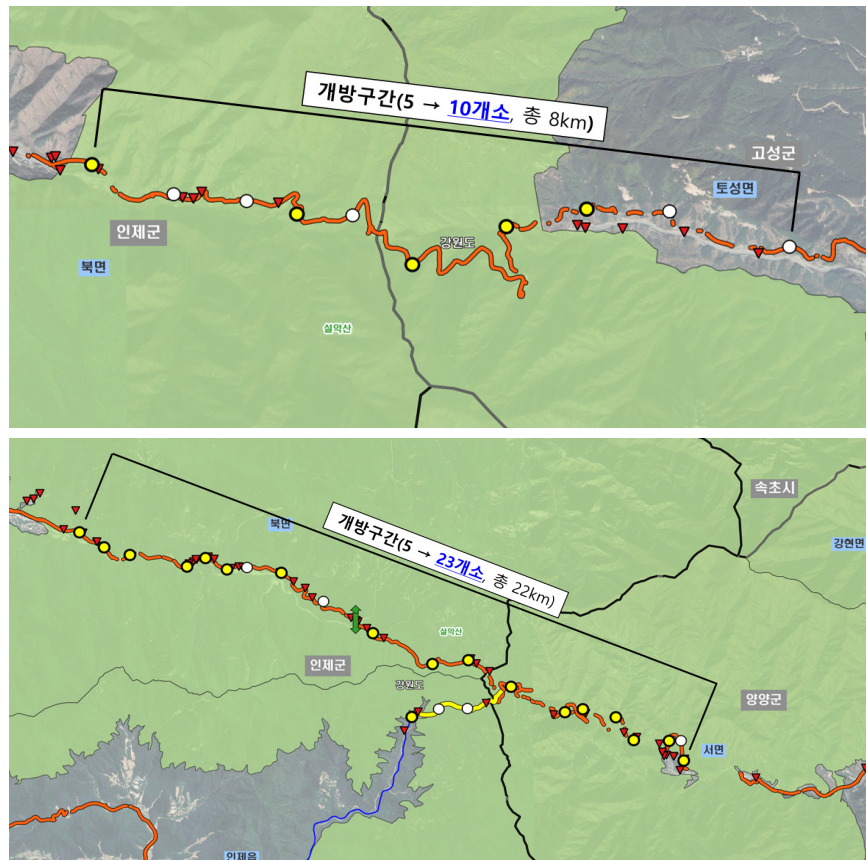 개방구간(5 → 10개소, 총 8km)
고성군
토성면
인제군
강원도
북면
설악산
속초시
북면
개방구간(5 → 23개소, 총 22km)
강현면
설악산
인제군
강원도
양양군
서면
인제읍